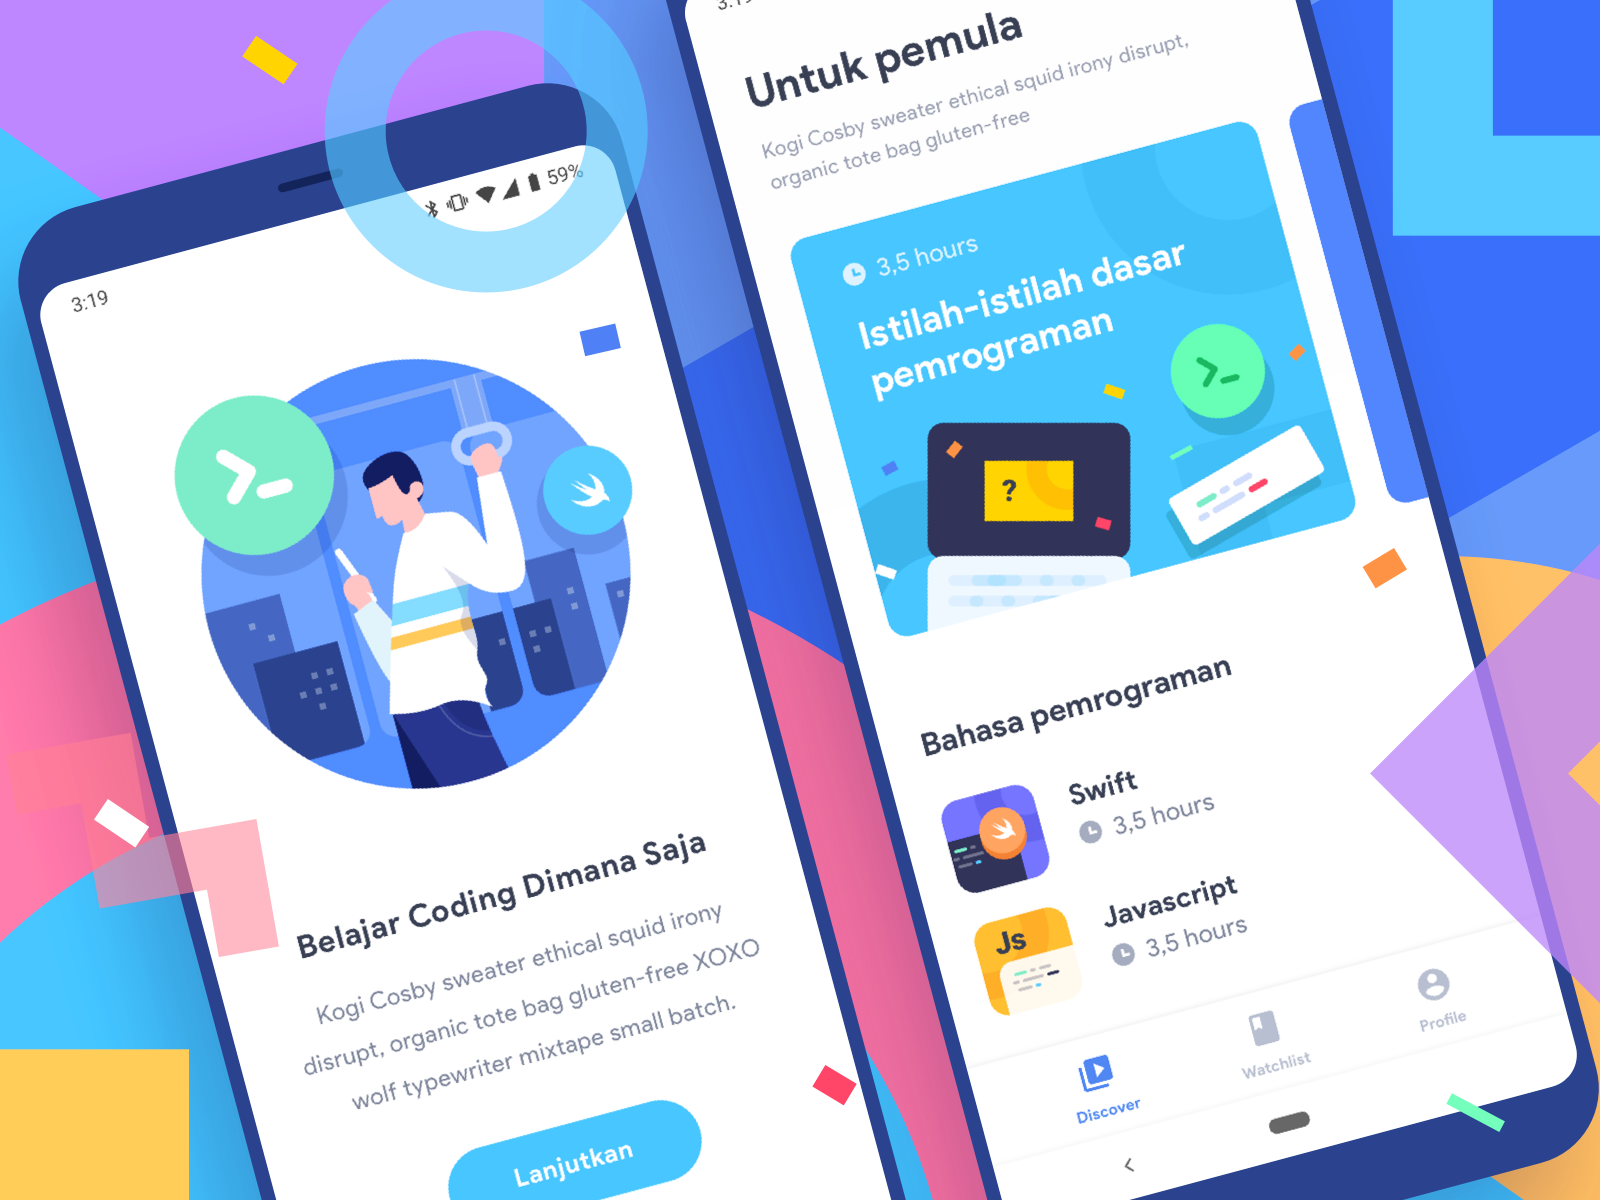 3:19
59%
Belajar Coding Dimana Saja
Kogi Cosby sweater ethical squid irony
disrupt, organic tote bag gluten-free XOXO
wolf typewriter mixtape small batch.
Lanjutkan
Untuk pemula
Kogi Cosby sweater ethical squid irony disrupt,
organic tote bag gluten-free
3,5 hours
Istilah-istilah dasar
pemrograman
?
Bahasa pemrograman
Swift
3,5 hours
Js
Javascript
3,5 hours
Discover
Watchlist
Profile